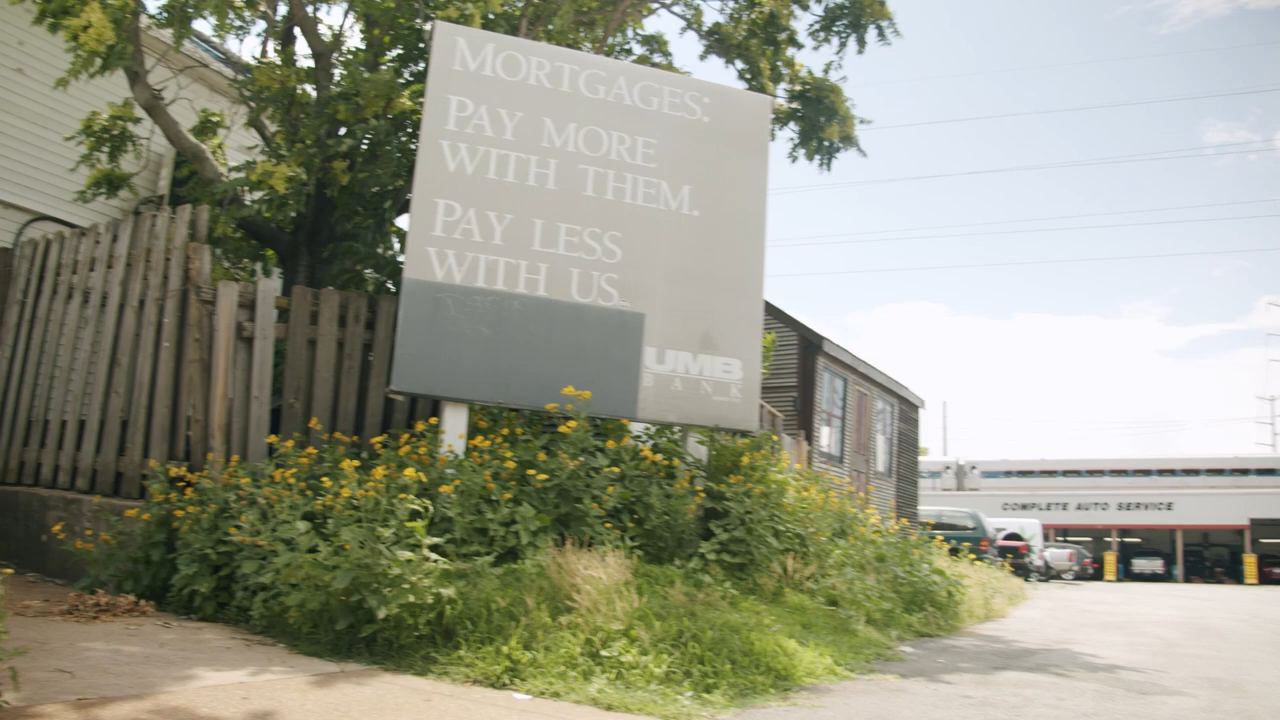 MORTGAGES:
PAY MORE
WITH THEM.
PAY LESS
WITH US.
UMB
BANK
COMPLETE AUTO SERVICE